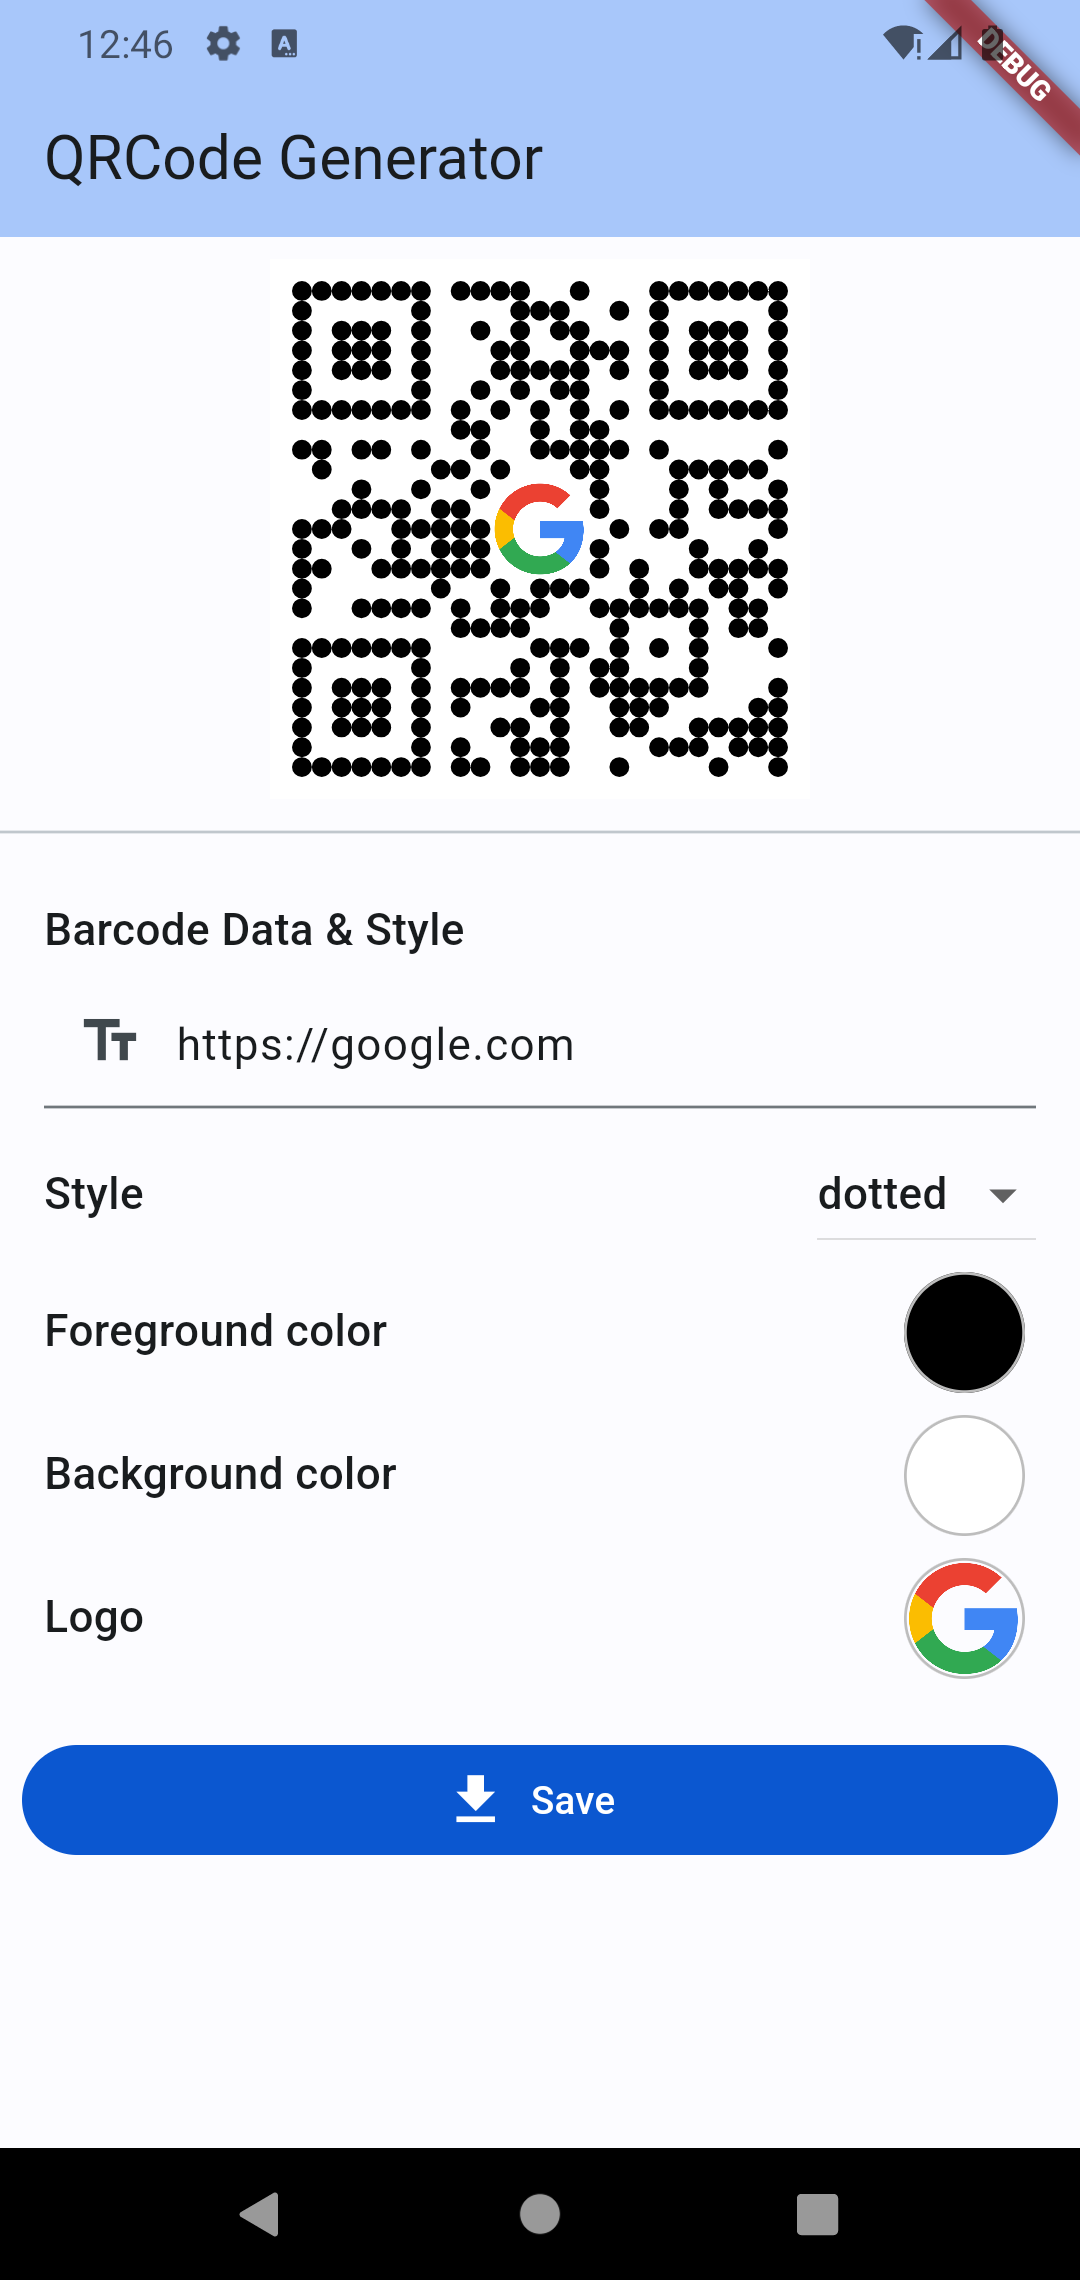 12:46
DEBUG
QRCode Generator
Barcode Data & Style
https://google.com
Style
dotted
Foreground color
Background color
Logo
Save